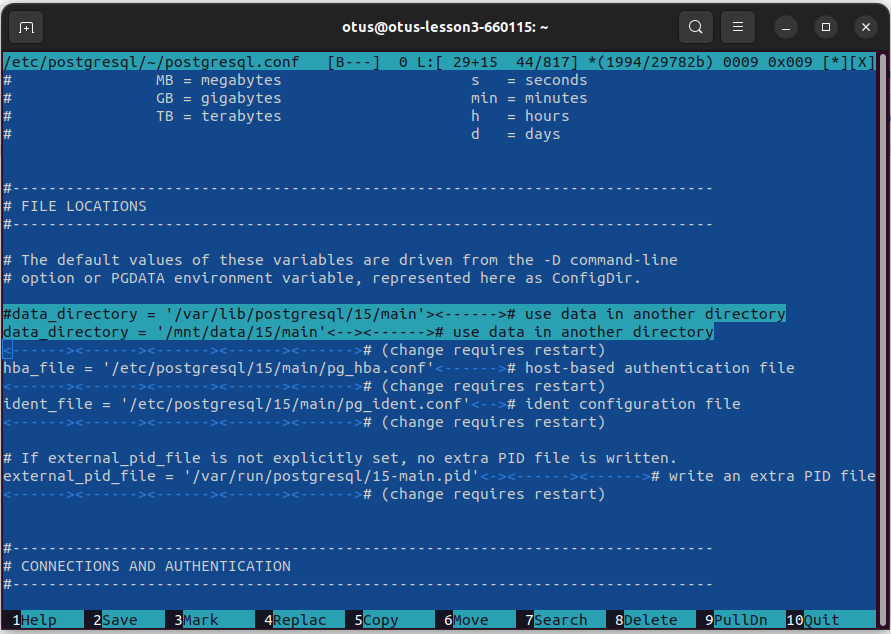 otus@otus-lesson3-660115: ~
/etc/postgresql/~/postgresql.conf   [B---]  0 L:[ 29+15  44/817] *(1994/29782b) 0009 0x009 [*][X]
#                MB = megabytes                     s   = seconds
#                GB = gigabytes                     min = minutes
#                TB = terabytes                     h   = hours
#                                                   d   = days
#------------------------------------------------------------------------------
# FILE LOCATIONS
#------------------------------------------------------------------------------
# The default values of these variables are driven from the -D command-line
# option or PGDATA environment variable, represented here as ConfigDir.
#data_directory = '/var/lib/postgresql/15/main'><------># use data in another directory
data_directory = '/mnt/data/15/main'<--><------># use data in another directory
<------><------><------><------><------># (change requires restart)
hba_file = '/etc/postgresql/15/main/pg_hba.conf'<------># host-based authentication file
<------><------><------><------><------># (change requires restart)
ident_file = '/etc/postgresql/15/main/pg_ident.conf'<--># ident configuration file
<------><------><------><------><------># (change requires restart)
# If external_pid_file is not explicitly set, no extra PID file is written.
external_pid_file = '/var/run/postgresql/15-main.pid'<-><------><------># write an extra PID file
<------><------><------><------><------># (change requires restart)
#------------------------------------------------------------------------------
# CONNECTIONS AND AUTHENTICATION
#------------------------------------------------------------------------------
1Help   2Save   3Mark   4Replac   5Copy   6Move   7Search   8Delete   9PullDn   10Quit